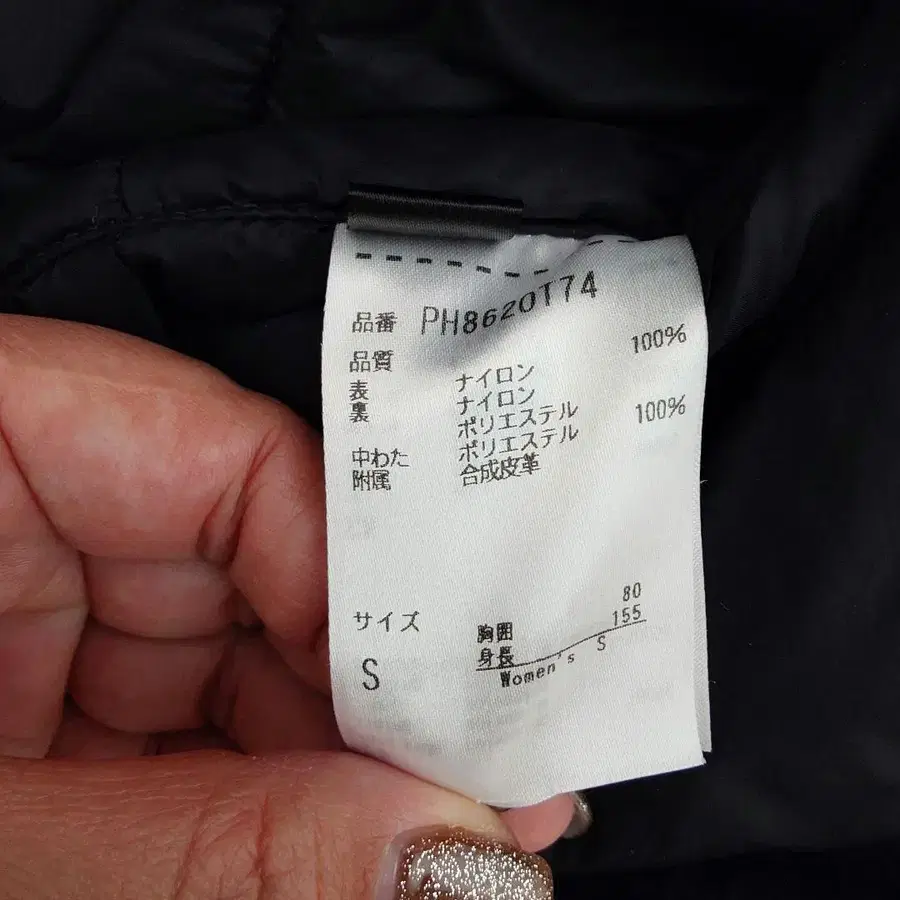 品番 PH8620T74
品質
表 ナイロン 100%
裏 ナイロン
ポリエステル
中わた ポリエステル 100%
附属 合成皮革
サイズ
S
胸囲 80
身長 155
Women's S